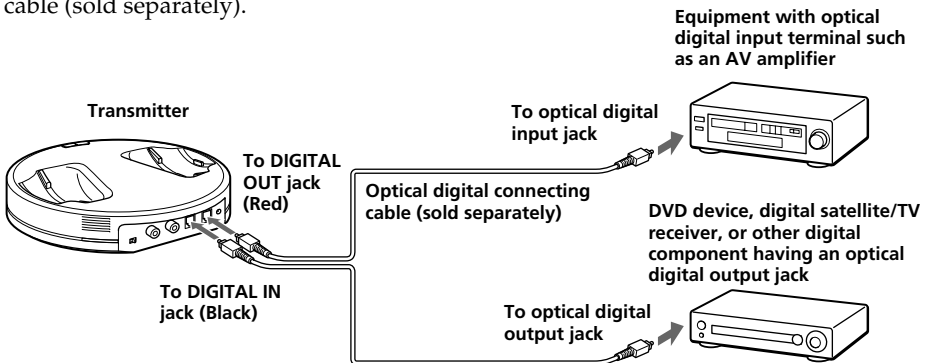 cable (sold separately).
Equipment with optical
digital input terminal such
as an AV amplifier
Transmitter
To optical digital
input jack
To DIGITAL
OUT jack
(Red)
Optical digital connecting
cable (sold separately)
DVD device, digital satellite/TV
receiver, or other digital
component having an optical
digital output jack
To DIGITAL IN
jack (Black)
To optical digital
output jack